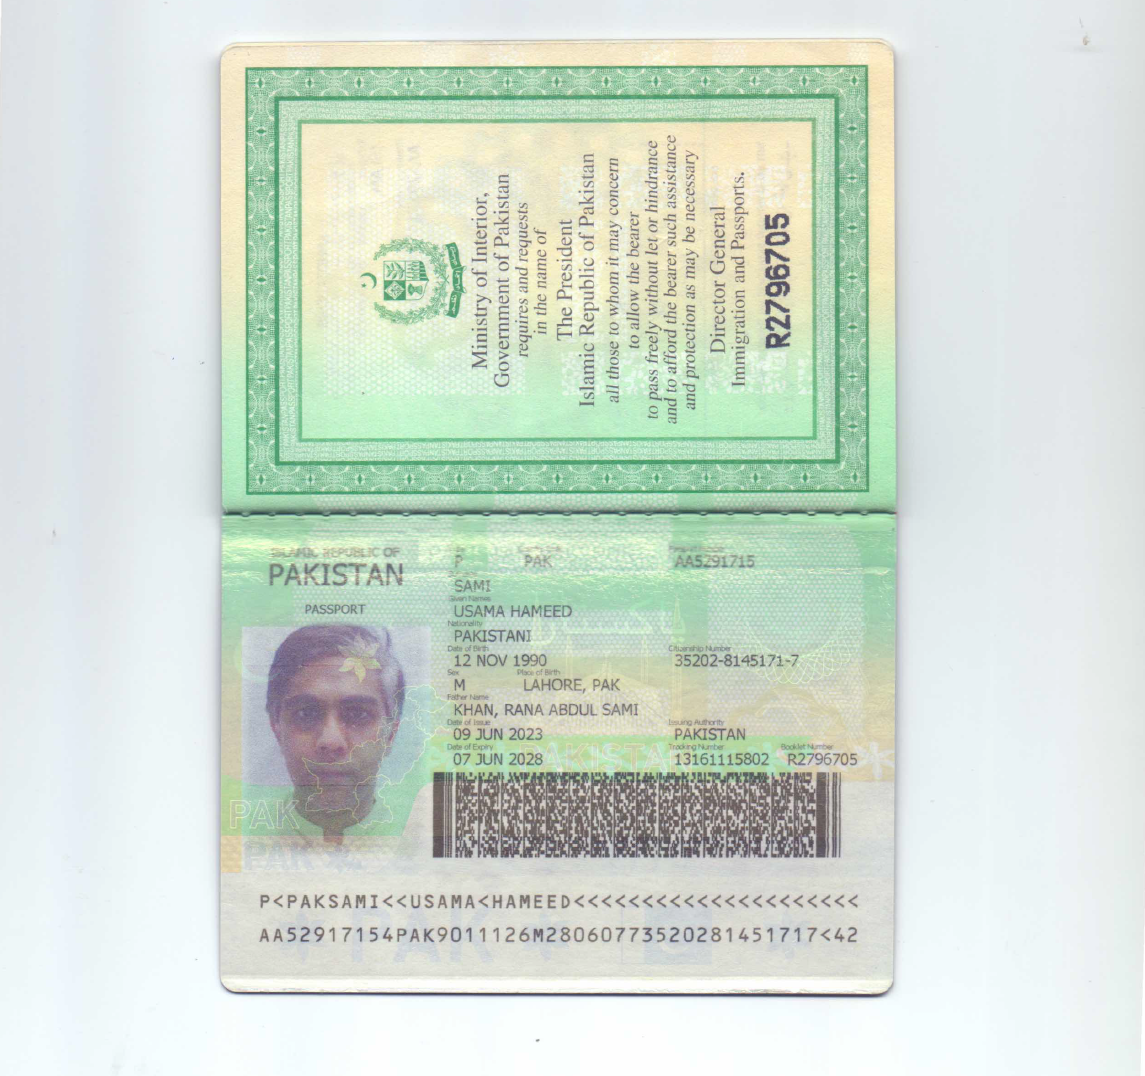 Ministry of Interior,
Government of Pakistan
requires and requests
in the name of
The President
Islamic Republic of Pakistan
all those to whom it may concern
to allow the bearer
to pass freely without let or hindrance
and to afford the bearer such assistance
and protection as may be necessary
Director General
Immigration and Passports.
R2796705
ISLAMIC REPUBLIC OF
PAKISTAN
PASSPORT
P PAK AA5291715
SAMI
Given Names
USAMA HAMEED
Nationality
PAKISTANI
Date of Birth Citizenship Number
12 NOV 1990 35202-8145171-7
Sex Place of Birth
M LAHORE, PAK
Father Name
KHAN, RANA ABDUL SAMI
Date of Issue Issuing Authority
09 JUN 2023 PAKISTAN
Date of Expiry Tracking Number Booklet Number
07 JUN 2028 13161115802 R2796705
PAKISTAN
PAK
PAK
P<PAKSAMI<<USAMA<HAMEED<<<<<<<<<<<<<<<<<<<<<
AA52917154PAK9011126M28060773520281451717<42
PAK